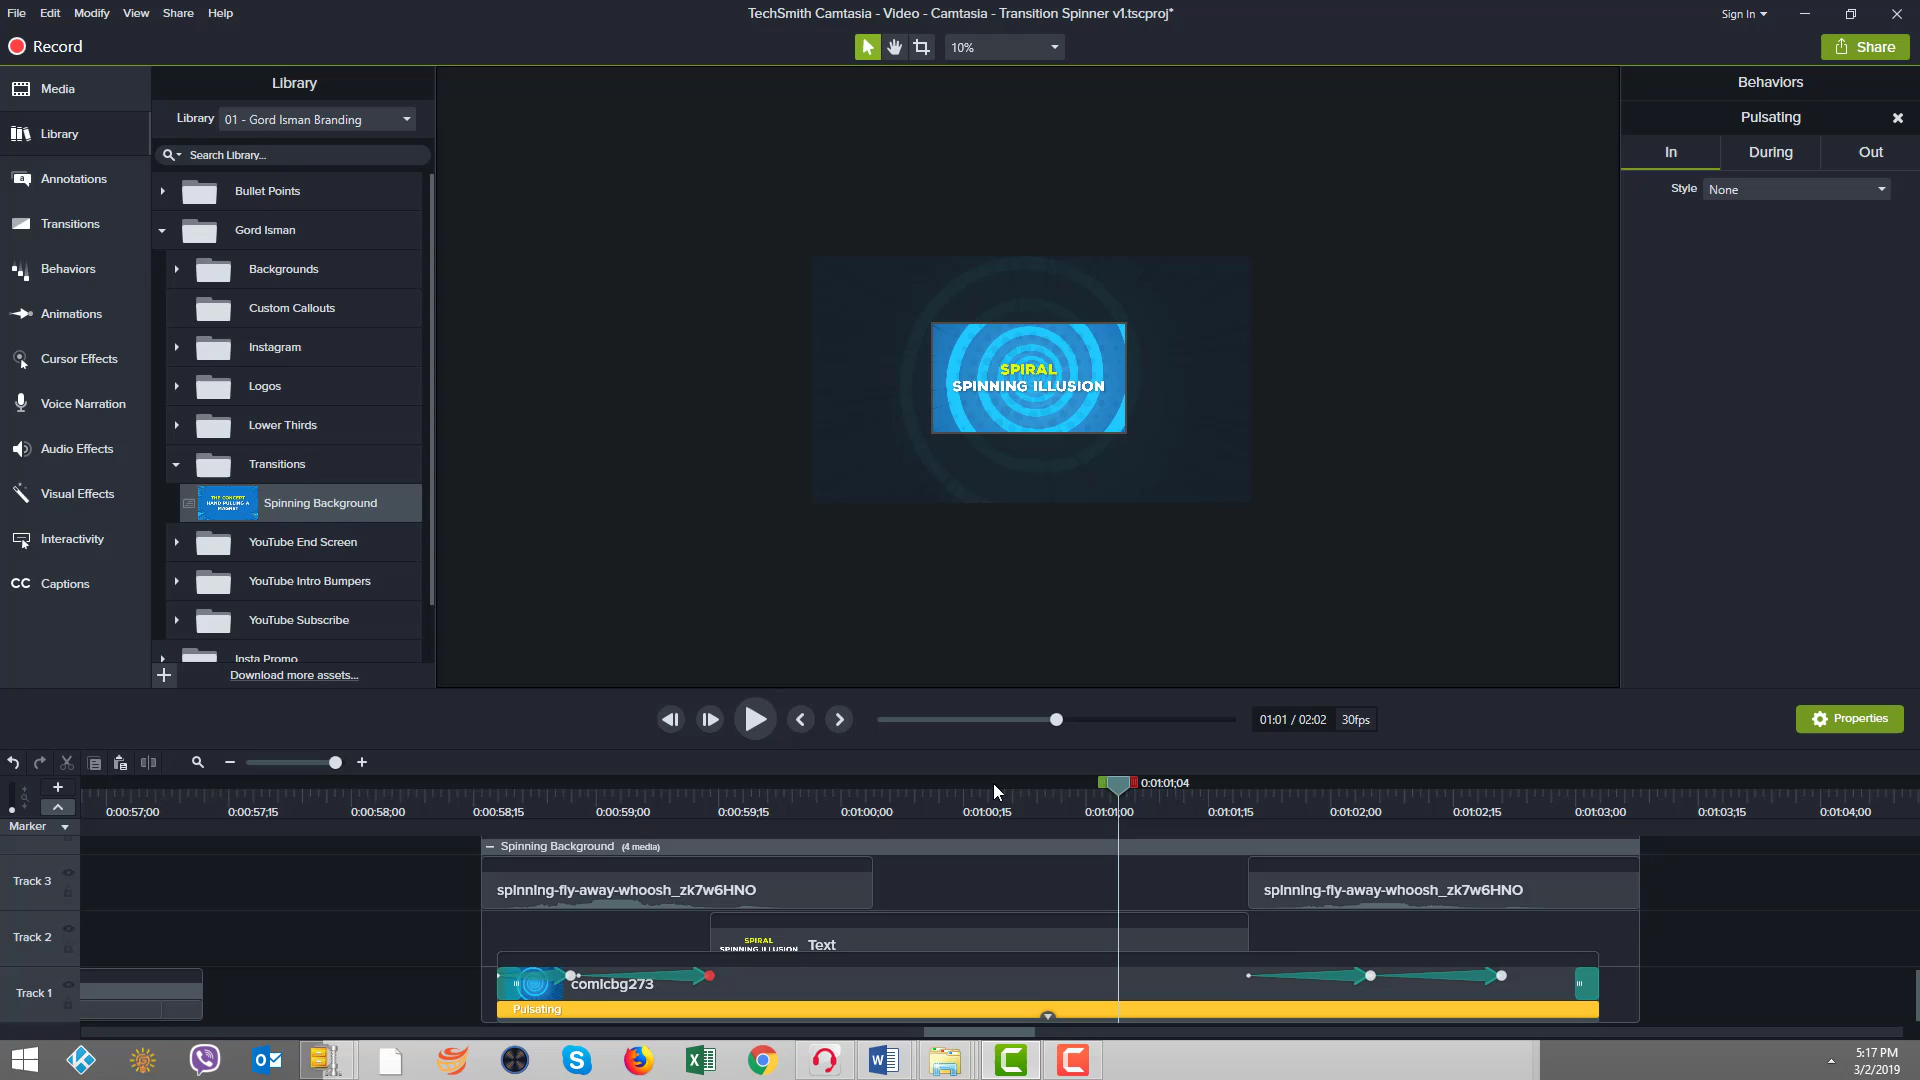 File Edit Modify View Share Help
TechSmith Camtasia - Video - Camtasia - Transition Spinner v1.tscproj*
Sign In
Record
10%
Share
Media
Library
Annotations
Transitions
Behaviors
Animations
Cursor Effects
Voice Narration
Audio Effects
Visual Effects
Interactivity
CC Captions
Library
Library 01 - Gord Isman Branding
Search Library...
Bullet Points
Gord Isman
Backgrounds
Custom Callouts
Instagram
Logos
Lower Thirds
Transitions
THE CONCEPT
HAND PULLING A
MAGNET
Spinning Background
YouTube End Screen
YouTube Intro Bumpers
YouTube Subscribe
Insta Promo
Download more assets...
SPIRAL
SPINNING ILLUSION
Behaviors
Pulsating
In During Out
Style None
01:01 / 02:02 30fps
Properties
0:01:01;04
0:00:57;00 0:00:57;15 0:00:58;00 0:00:58;15 0:00:59;00 0:00:59;15 0:01:00;00 0:01:00;15 0:01:01;00 0:01:01;15 0:01:02;00 0:01:02;15 0:01:03;00 0:01:03;15 0:01:04;00
Marker
Spinning Background (4 media)
Track 3
spinning-fly-away-whoosh_zk7w6HNO spinning-fly-away-whoosh_zk7w6HNO
Track 2
SPIRAL
SPINNING ILLUSION
Text
Track 1
comicbg273
Pulsating
5:17 PM
3/2/2019